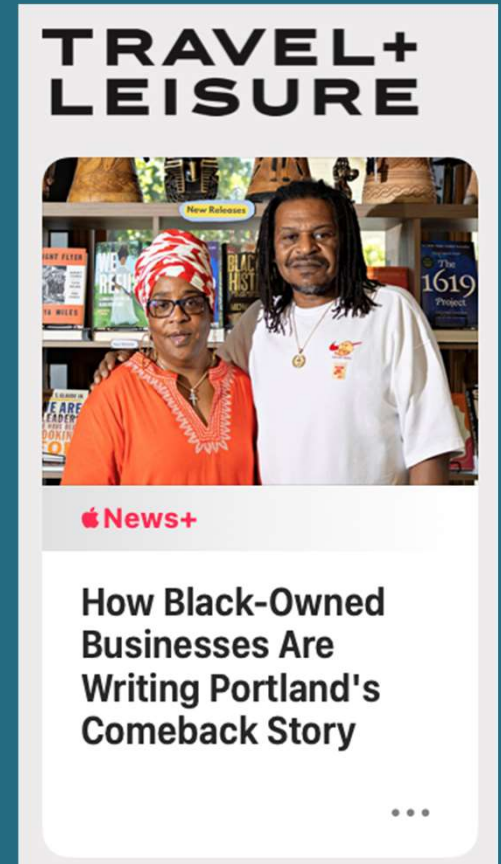 TRAVEL+
LEISURE
New Releases
The
1619
Project
News+
How Black-Owned
Businesses Are
Writing Portland's
Comeback Story